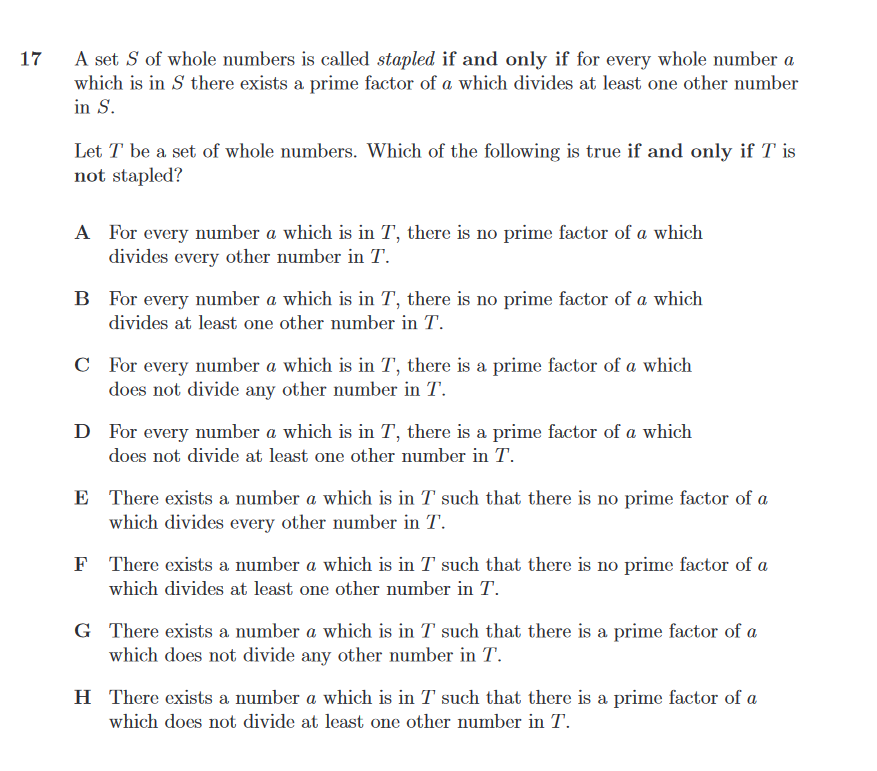 17 A set S of whole numbers is called stapled if and only if for every whole number a
which is in S there exists a prime factor of a which divides at least one other number
in S.
Let T be a set of whole numbers. Which of the following is true if and only if T is
not stapled?
A For every number a which is in T, there is no prime factor of a which
divides every other number in T.
B For every number a which is in T, there is no prime factor of a which
divides at least one other number in T.
C For every number a which is in T, there is a prime factor of a which
does not divide any other number in T.
D For every number a which is in T, there is a prime factor of a which
does not divide at least one other number in T.
E There exists a number a which is in T such that there is no prime factor of a
which divides every other number in T.
F There exists a number a which is in T such that there is no prime factor of a
which divides at least one other number in T.
G There exists a number a which is in T such that there is a prime factor of a
which does not divide any other number in T.
H There exists a number a which is in T such that there is a prime factor of a
which does not divide at least one other number in T.